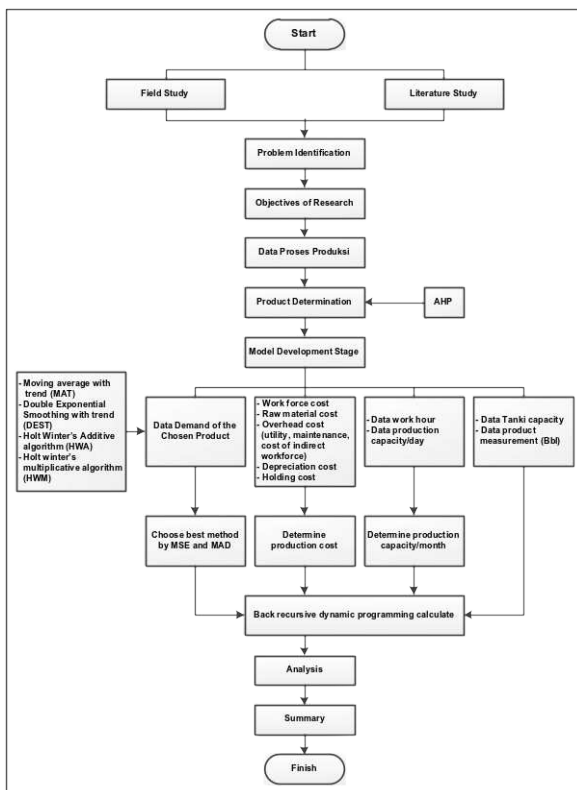 Start
Field Study
Literature Study
Problem Identification
Objectives of Research
Data Proses Produksi
Product Determination
AHP
Model Development Stage
- Moving average with
trend (MAT)
- Double Exponential
Smoothing with trend
(DEST)
- Holt Winter's Additive
algorithm (HWA)
- Holt winter's
multiplicative algorithm
(HWM)
Data Demand of the
Chosen Product
- Work force cost
- Raw material cost
- Overhead cost
(utility, maintenance,
cost of indirect
workforce)
- Depreciation cost
- Holding cost
- Data work hour
- Data production
capacity/day
- Data Tanki capacity
- Data product
measurement (Bbl)
Choose best method
by MSE and MAD
Determine
production cost
Determine production
capacity/month
Back recursive dynamic programming calculate
Analysis
Summary
Finish